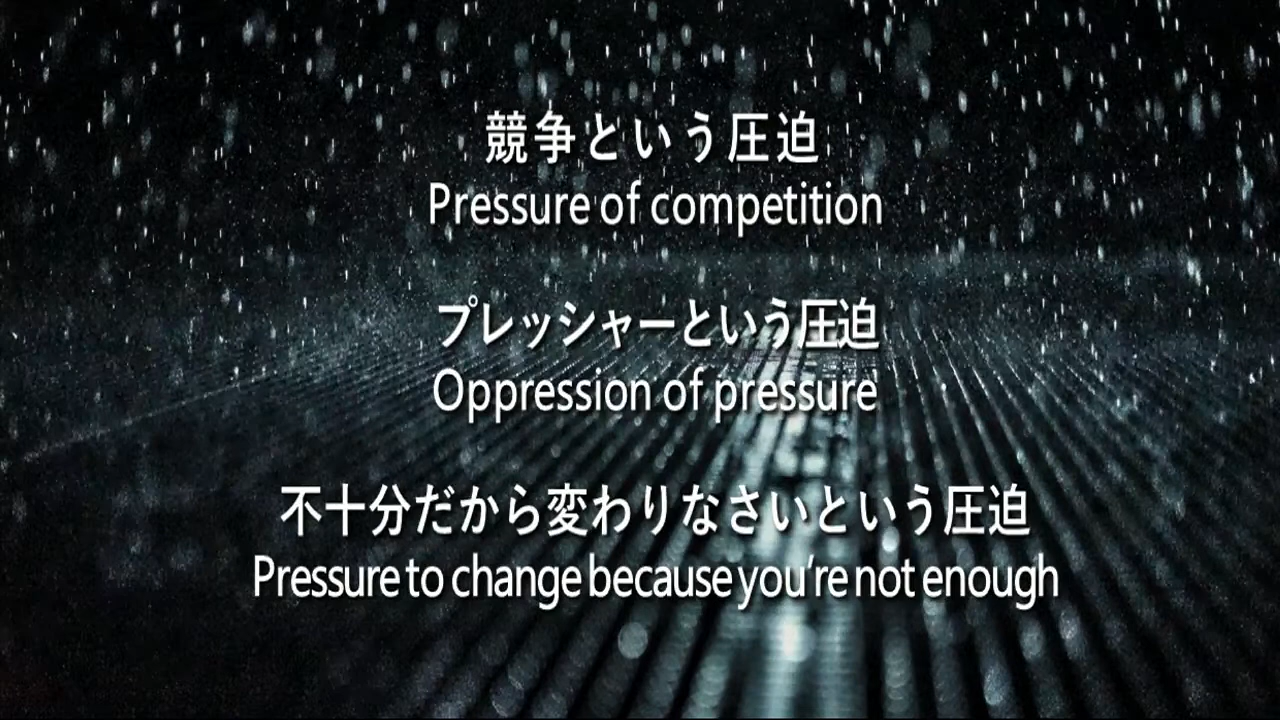 競争という圧迫
Pressure of competition
プレッシャーという圧迫
Oppression of pressure
不十分だから変わりなさいという圧迫
Pressure to change because you're not enough